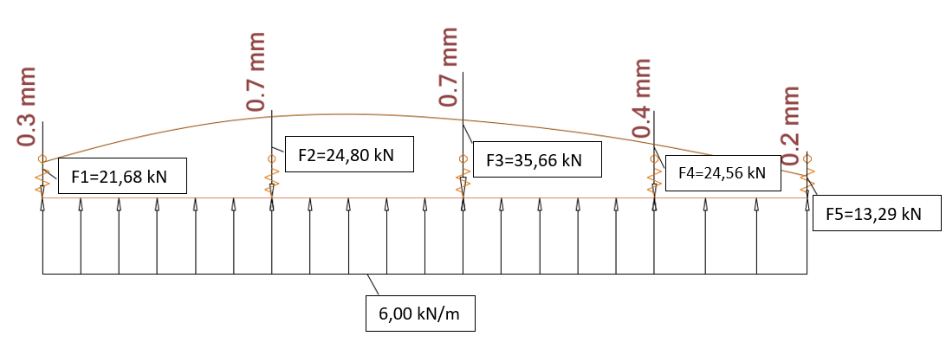 0.3 mm
0.7 mm
0.7 mm
0.4 mm
0.2 mm
F1=21,68 kN
F2=24,80 kN
F3=35,66 kN
F4=24,56 kN
F5=13,29 kN
6,00 kN/m